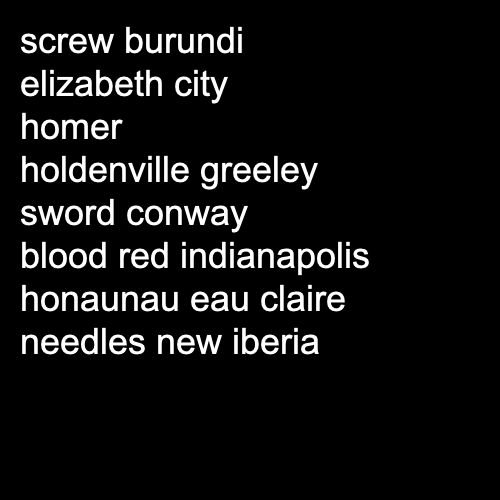 screw burundi
elizabeth city
homer
holdenville greeley
sword conway
blood red indianapolis
honaunau eau claire
needles new iberia